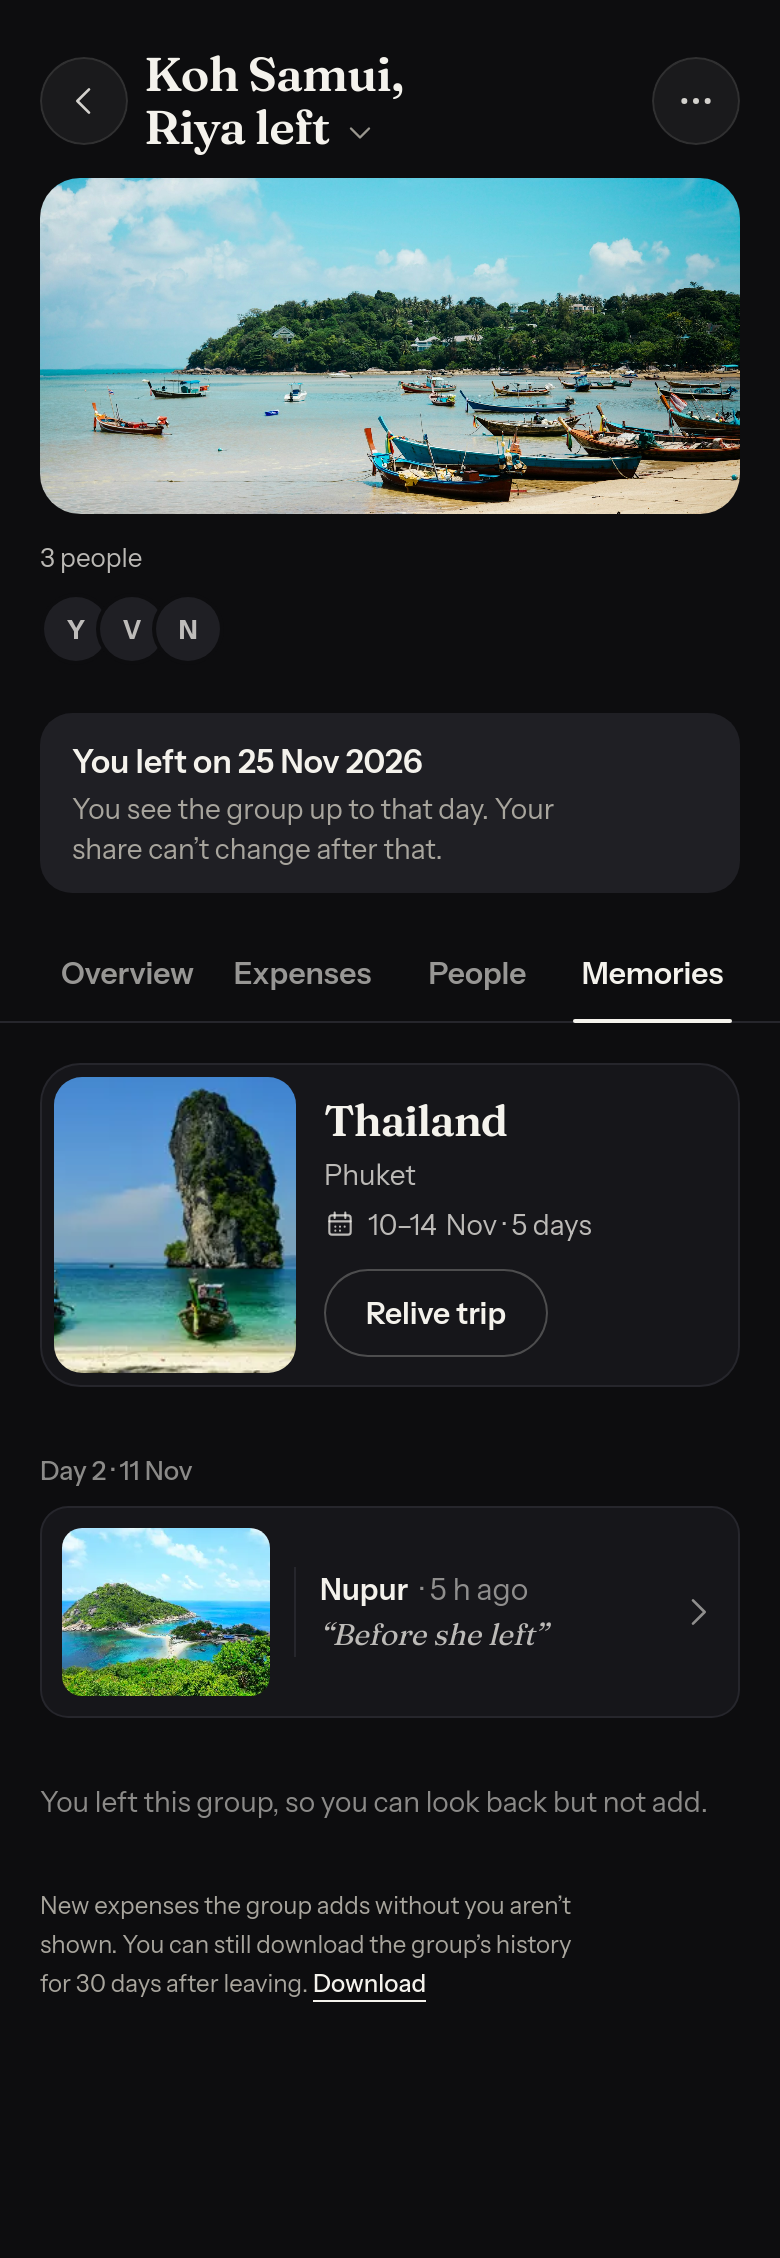 Koh Samui,
Riya left
3 people
Y V N
You left on 25 Nov 2026
You see the group up to that day. Your
share can’t change after that.
Overview Expenses People Memories
Thailand
Phuket
10–14 Nov · 5 days
Relive trip
Day 2 · 11 Nov
Nupur · 5 h ago
“Before she left”
You left this group, so you can look back but not add.
New expenses the group adds without you aren’t
shown. You can still download the group’s history
for 30 days after leaving. Download